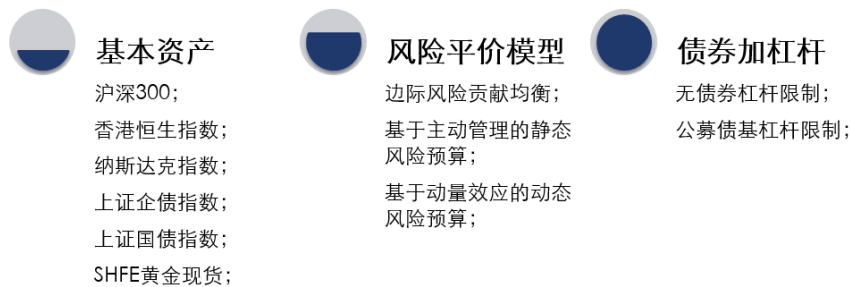 基本资产
沪深300；
香港恒生指数；
纳斯达克指数；
上证企债指数；
上证国债指数；
SHFE黄金现货；
风险平价模型
边际风险贡献均衡；
基于主动管理的静态
风险预算；
基于动量效应的动态
风险预算；
债券加杠杆
无债券杠杆限制；
公募债基杠杆限制；